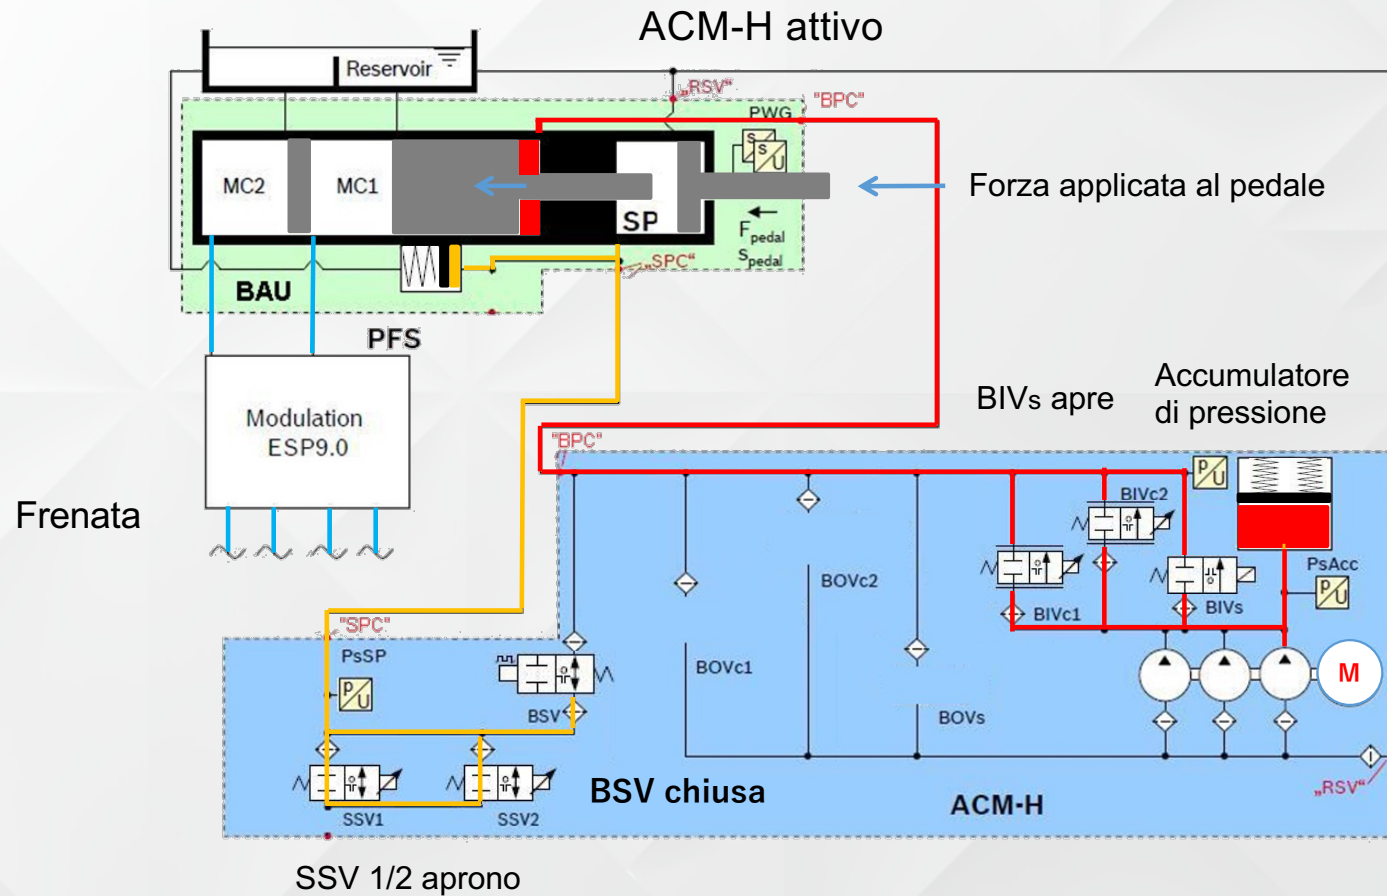 ACM-H attivo
Reservoir
„RSV“
"BPC"
PWG
S
S
U
MC2
MC1
SP
Forza applicata al pedale
F pedal
S pedal
„SPC“
BAU
PFS
Modulation
ESP9.0
BIVs apre
Accumulatore
di pressione
"BPC"
P
U
BIVc2
Frenata
PsAcc
P
U
BOVc2
BIVc1
BIVs
"SPC"
PsSP
P
U
BOVc1
M
BSV
BOVs
BSV chiusa
ACM-H
„RSV“
SSV1
SSV2
SSV 1/2 aprono